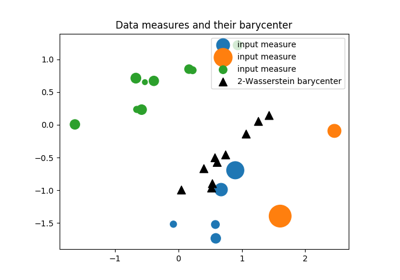 Data measures and their barycenter
input measure
input measure
input measure
2-Wasserstein barycenter
1.0
0.5
0.0
−0.5
−1.0
−1.5
−1
0
1
2